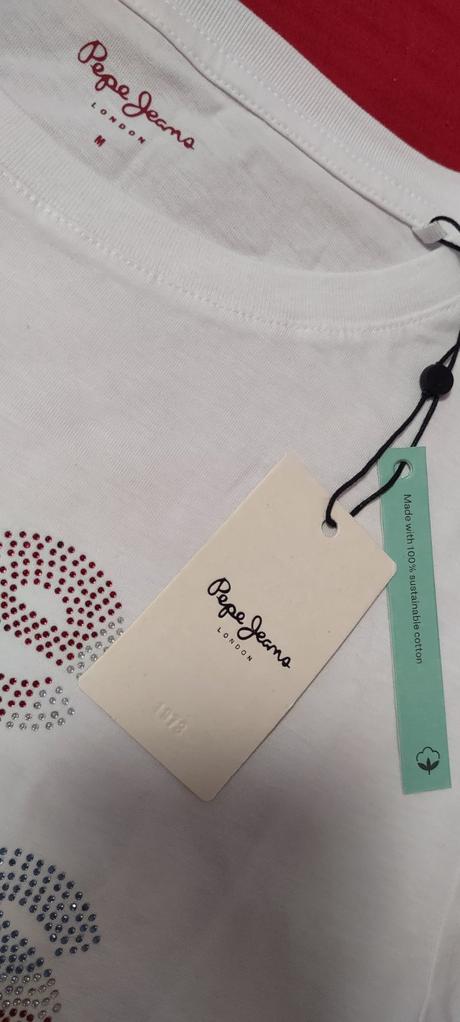 Pepe Jeans
LONDON
M
Made with 100% sustainable cotton
Pepe Jeans
LONDON
1973